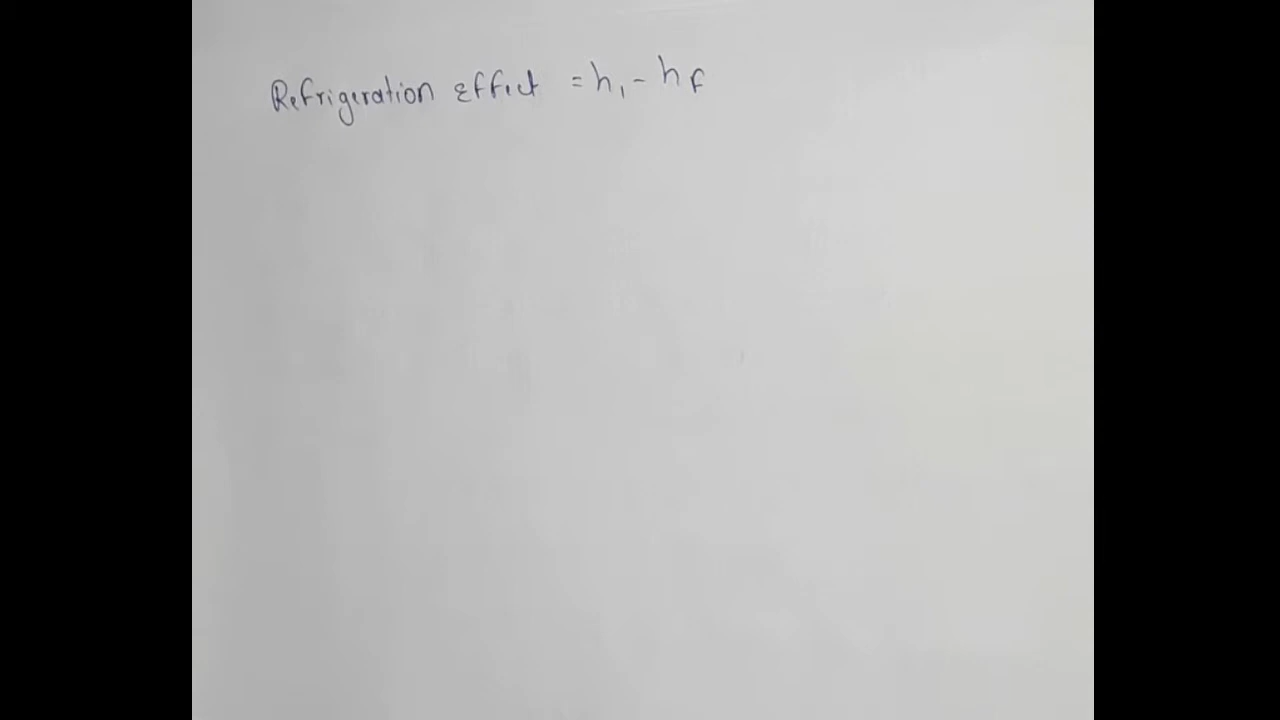 Refrigeration Effect = h₁ - hf